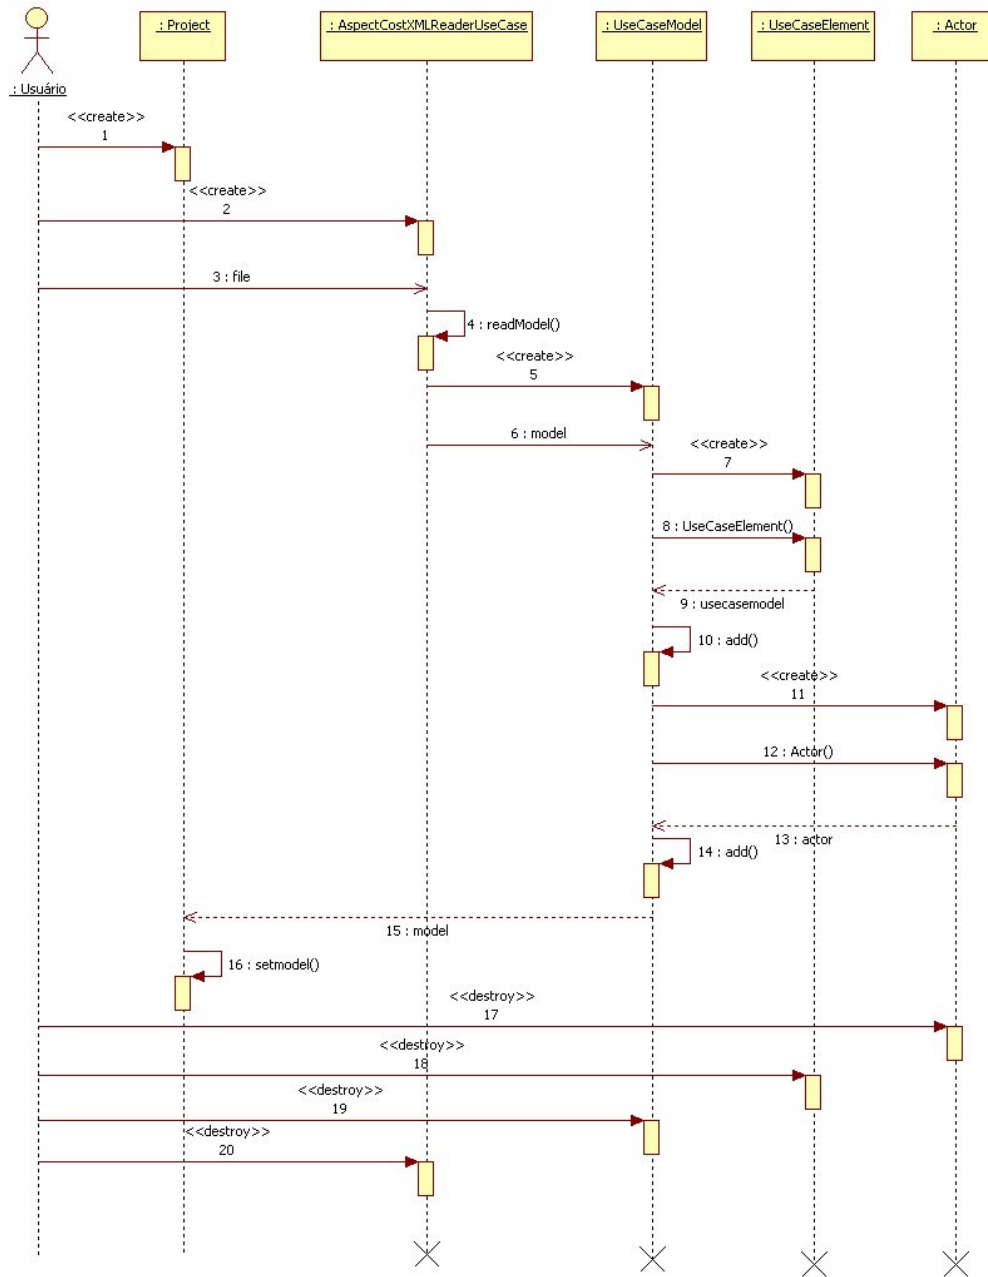 : Project
: AspectCostXMLReaderUseCase
: UseCaseModel
: UseCaseElement
: Actor
: Usuário
<<create>>
1
<<create>>
2
3 : file
4 : readModel()
<<create>>
5
6 : model
<<create>>
7
8 : UseCaseElement()
9 : usecasemodel
10 : add()
<<create>>
11
12 : Actor()
13 : actor
14 : add()
15 : model
16 : setmodel()
<<destroy>>
17
<<destroy>>
18
<<destroy>>
19
<<destroy>>
20